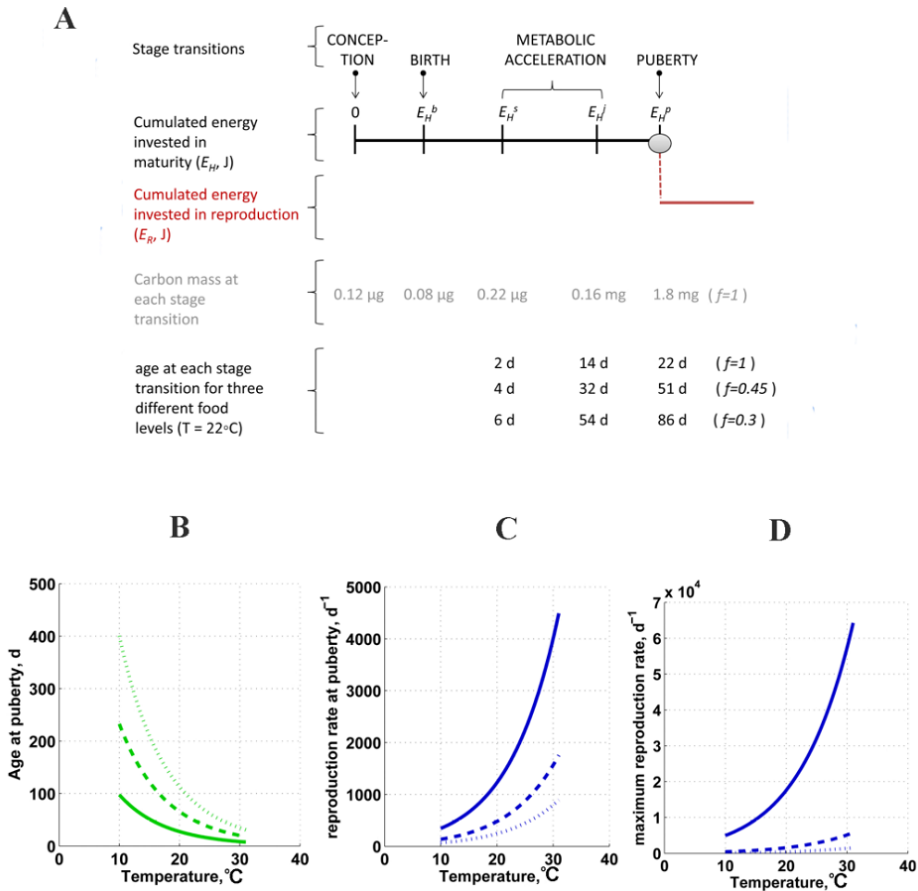 A
Stage transitions
CONCEP-
TION
BIRTH
METABOLIC
ACCELERATION
PUBERTY
Cumulated energy
invested in
maturity (E_H, J)
0 E_H^b E_H^s E_H^j E_H^p
Cumulated energy
invested in reproduction
(E_R, J)
Carbon mass at
each stage
transition
0.12 µg 0.08 µg 0.22 µg 0.16 mg 1.8 mg (f=1)
age at each stage
transition for three
different food
levels (T = 22◦C)
2 d 14 d 22 d (f=1)
4 d 32 d 51 d (f=0.45)
6 d 54 d 86 d (f=0.3)
B
Age at puberty, d
500
400
300
200
100
0
0 10 20 30 40
Temperature,°C
C
reproduction rate at puberty, d⁻¹
5000
4000
3000
2000
1000
0
0 10 20 30 40
Temperature,°C
D
maximum reproduction rate, d⁻¹
x 10⁴
7
6
5
4
3
2
1
0
0 10 20 30 40
Temperature,°C